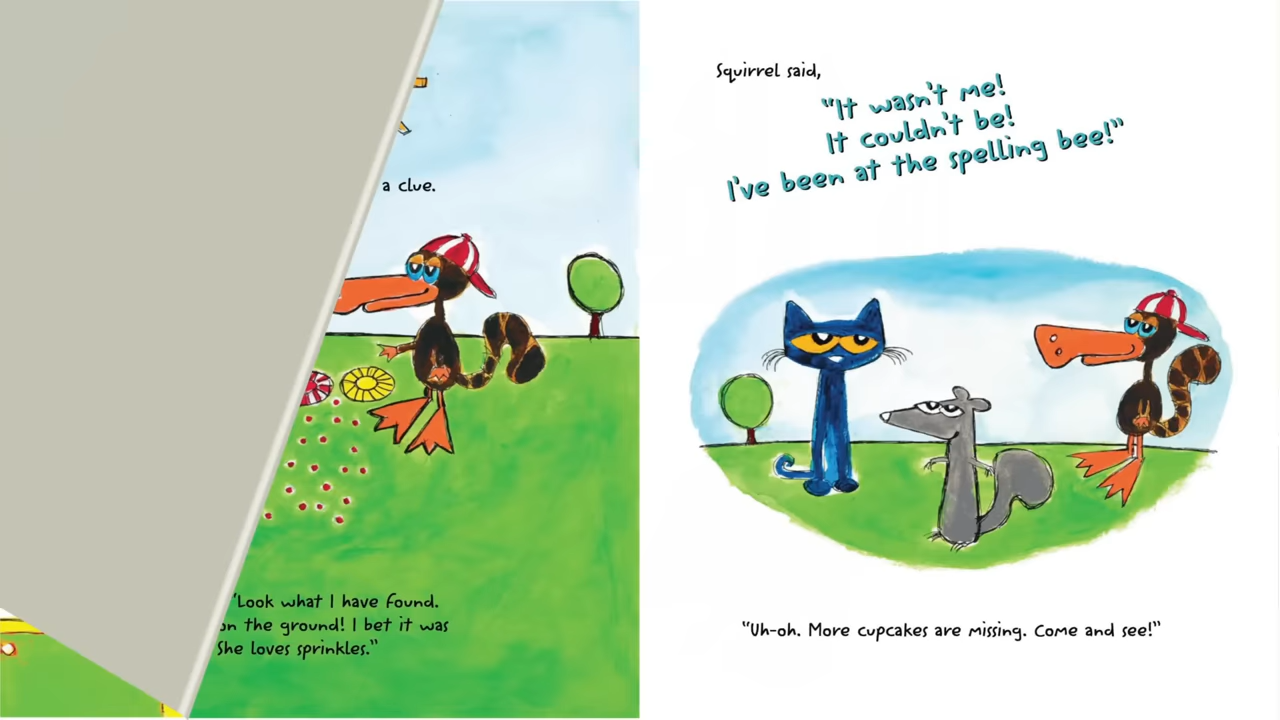 a clue.
"Look what I have found.
on the ground! I bet it was
She loves sprinkles."
Squirrel said,
"It wasn't me!
It couldn't be!
I've been at the spelling bee!"
"Uh-oh. More cupcakes are missing. Come and see!"